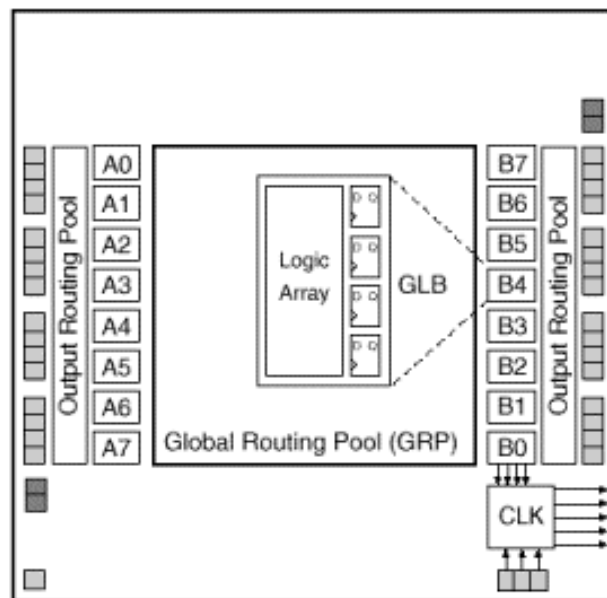 Output Routing Pool
A0
A1
A2
A3
A4
A5
A6
A7
Logic
Array
GLB
Global Routing Pool (GRP)
B7
B6
B5
B4
B3
B2
B1
B0
Output Routing Pool
CLK